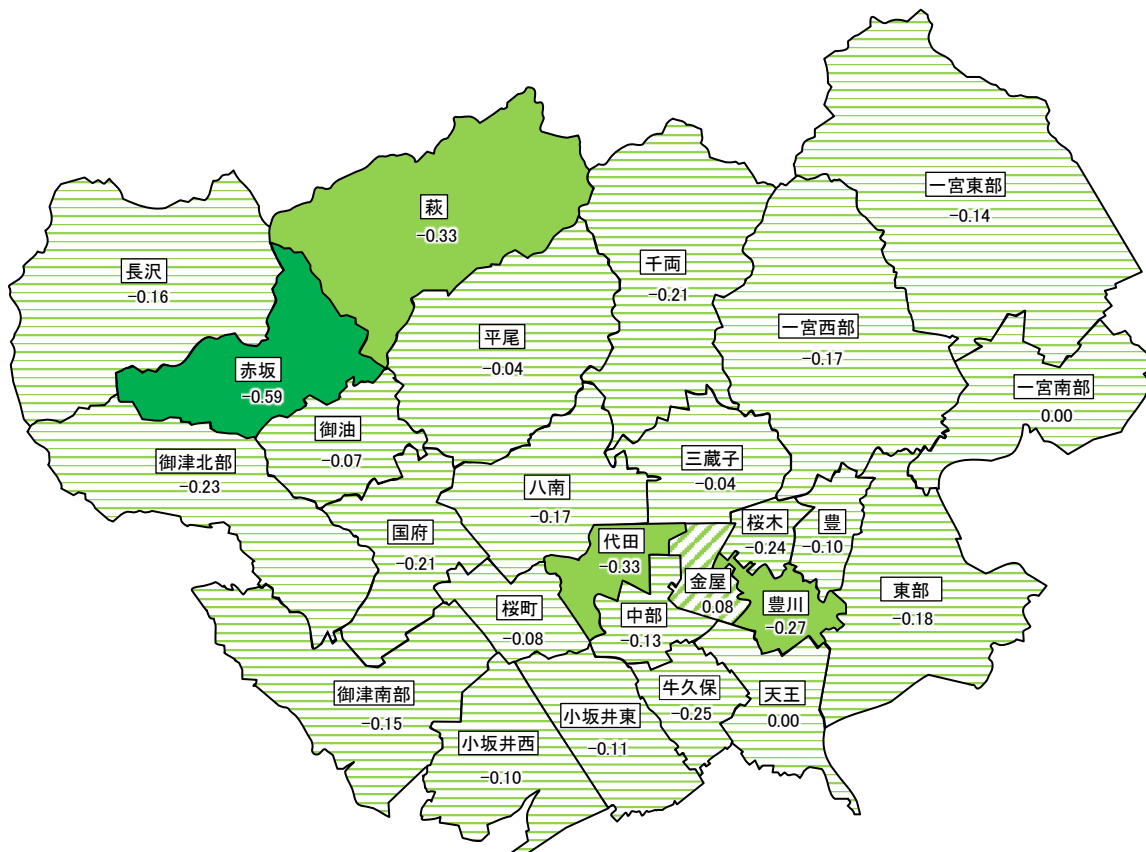 一宮東部
-0.14
萩
-0.33
長沢
-0.16
千両
-0.21
一宮西部
-0.17
平尾
-0.04
赤坂
-0.59
一宮南部
0.00
御油
-0.07
御津北部
-0.23
三蔵子
-0.04
八南
-0.17
国府
-0.21
桜木
-0.24
豊
-0.10
代田
-0.33
金屋
0.08
豊川
-0.27
東部
-0.18
桜町
-0.08
中部
-0.13
御津南部
-0.15
牛久保
-0.25
天王
0.00
小坂井東
-0.11
小坂井西
-0.10